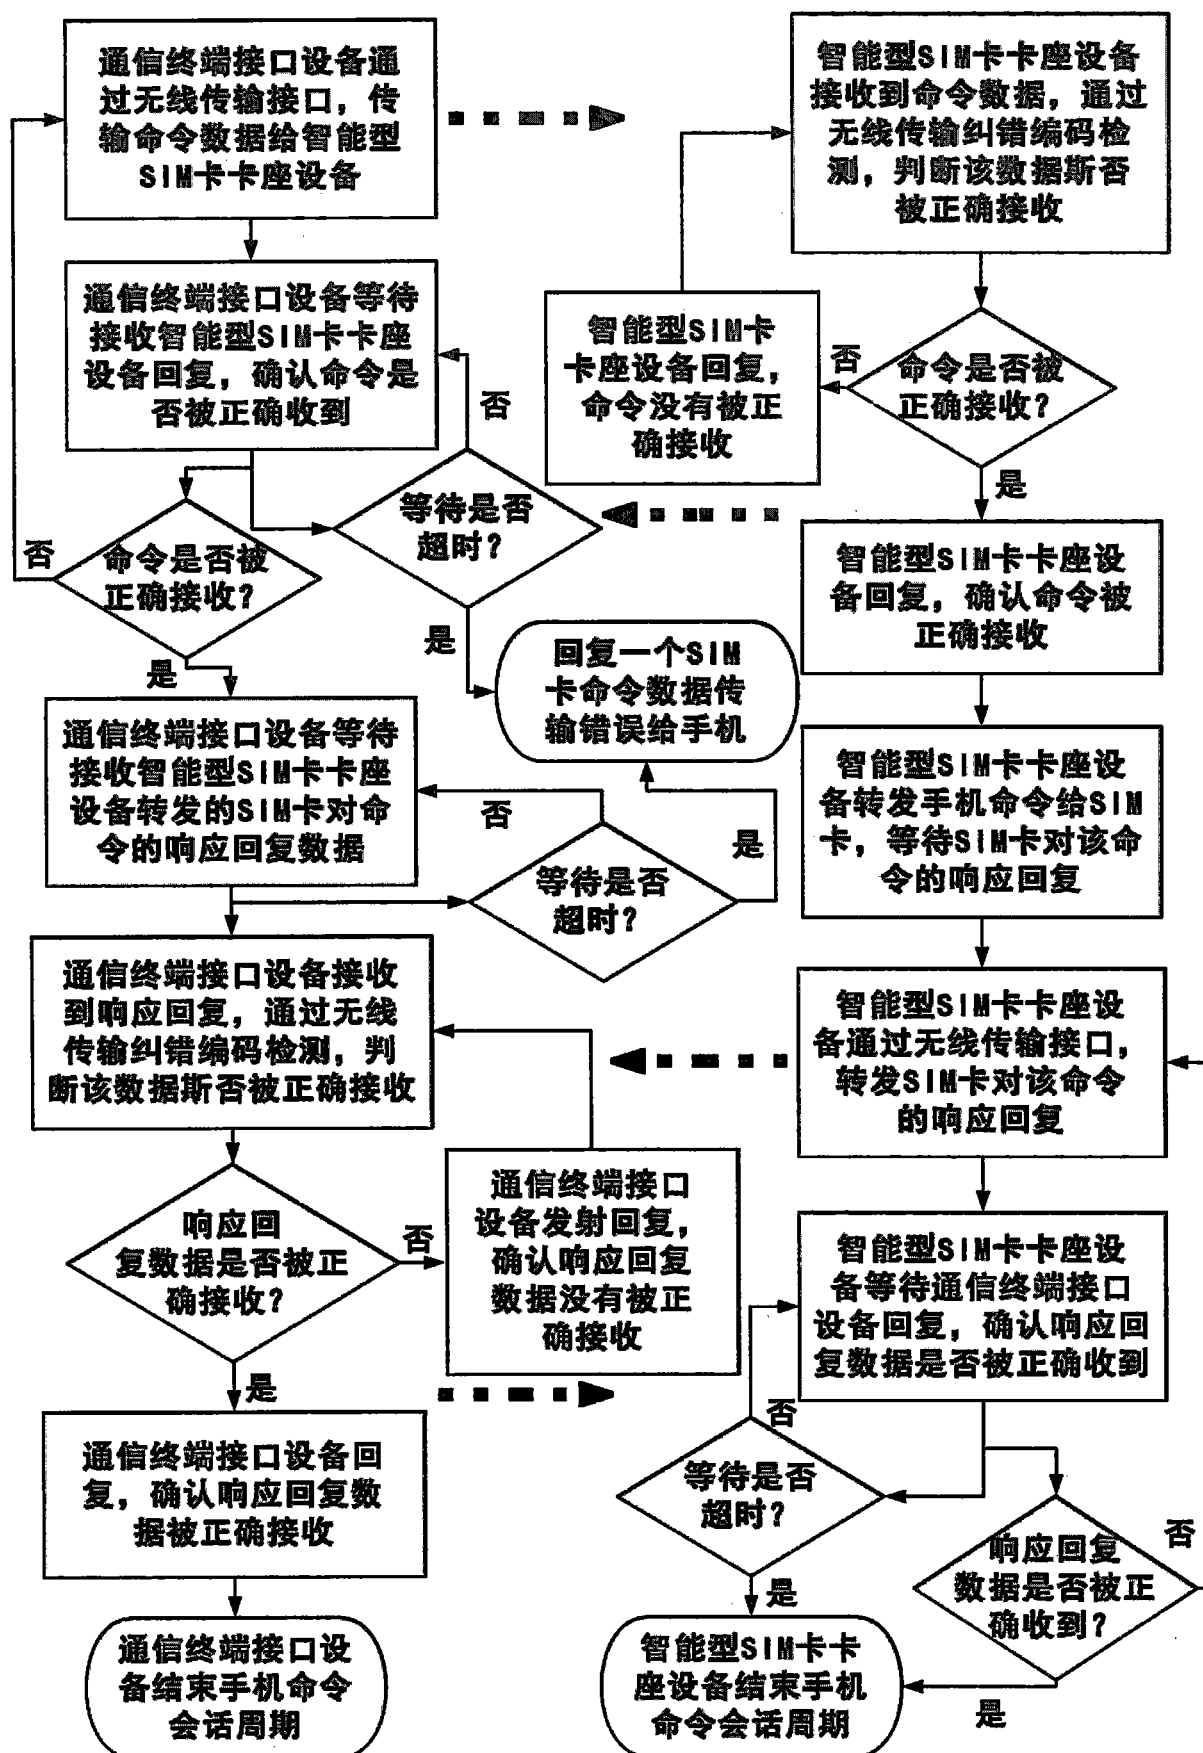 通信终端接口设备通
过无线传输接口，传
输命令数据给智能型
SIM卡卡座设备
智能型SIM卡卡座设备
接收到命令数据，通过
无线传输纠错编码检
测，判断该数据斯否
被正确接收
通信终端接口设备等待
接收智能型SIM卡卡座
设备回复，确认命令是
否被正确收到
智能型SIM卡
卡座设备回复，
命令没有被正
确接收
否
命令是否被
正确接收？
否
是
等待是否
超时？
否
命令是否被
正确接收？
智能型SIM卡卡座设
备回复，确认命令被
正确接收
是
是
回复一个SIM
卡命令数据传
输错误给手机
通信终端接口设备等待
接收智能型SIM卡卡座
设备转发的SIM卡对命
令的响应回复数据
否
是
等待是否
超时？
智能型SIM卡卡座设
备转发手机命令给SIM
卡，等待SIM卡对该命
令的响应回复
通信终端接口设备接收
到响应回复，通过无线
传输纠错编码检测，判
断该数据斯否被正确接收
智能型SIM卡卡座设
备通过无线传输接口，
转发SIM卡对该命令
的响应回复
响应回
复数据是否被正
确接收？
否
通信终端接口
设备发射回复，
确认响应回复
数据没有被正
确接收
智能型SIM卡卡座设
备等待通信终端接口
设备回复，确认响应回
复数据是否被正确收到
是
否
通信终端接口设备回
复，确认响应回复数
据被正确接收
等待是否
超时？
否
响应回复
数据是否被正
确收到？
是
通信终端接口设
备结束手机命令
会话周期
智能型SIM卡卡
座设备结束手机
命令会话周期
是